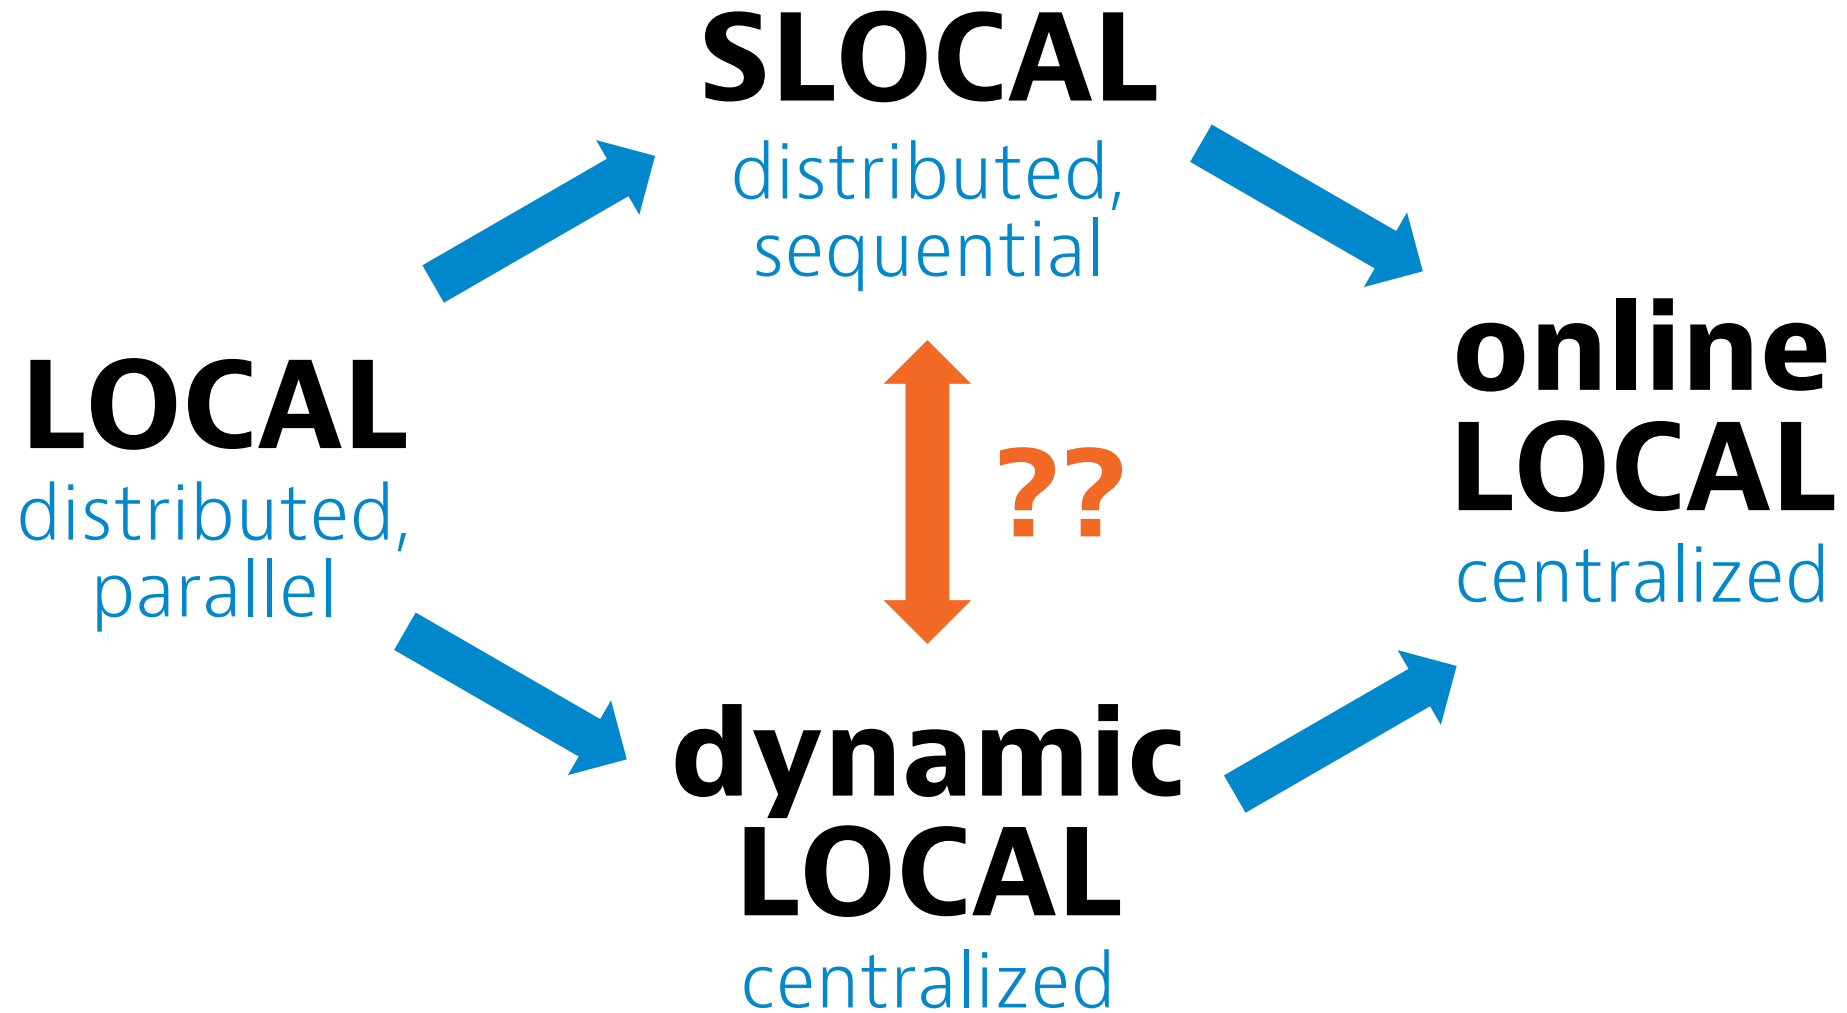 SLOCAL
distributed,
sequential
LOCAL
distributed,
parallel
??
online
LOCAL
centralized
dynamic
LOCAL
centralized